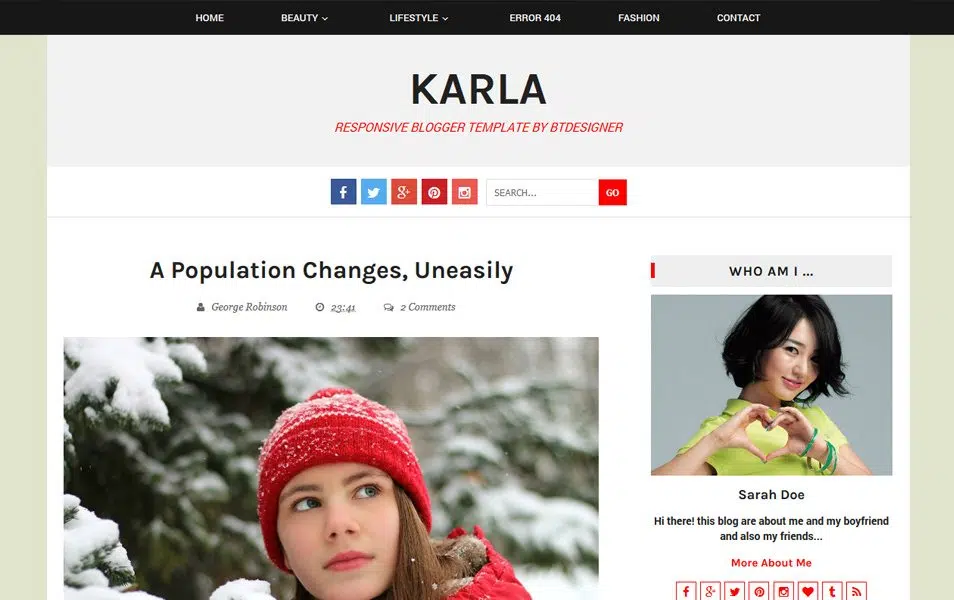 HOME BEAUTY LIFESTYLE ERROR 404 FASHION CONTACT
KARLA
RESPONSIVE BLOGGER TEMPLATE BY BTDESIGNER
SEARCH... GO
A Population Changes, Uneasily
George Robinson 23:41 2 Comments
WHO AM I ...
Sarah Doe
Hi there! this blog are about me and my boyfriend
and also my friends...
More About Me